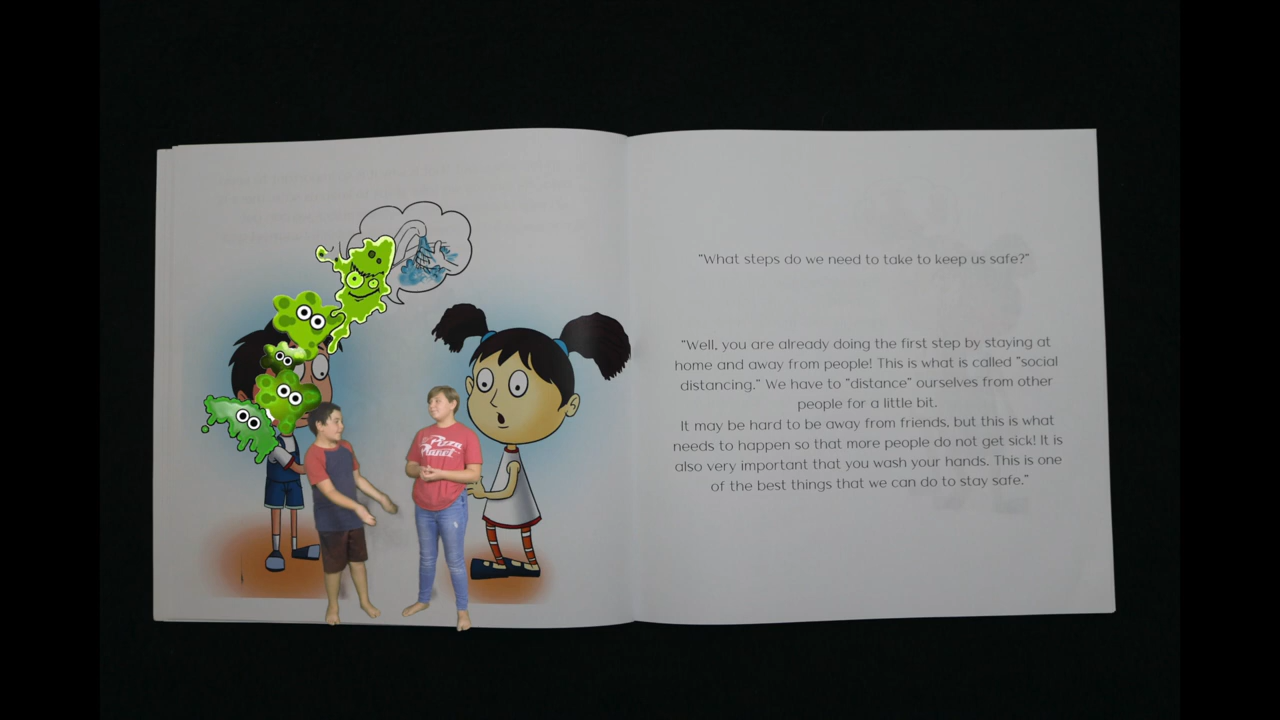 Pizza
Planet
"What steps do we need to take to keep us safe?"
"Well, you are already doing the first step by staying at
home and away from people! This is what is called "social
distancing." We have to "distance" ourselves from other
people for a little bit.
It may be hard to be away from friends, but this is what
needs to happen so that more people do not get sick! It is
also very important that you wash your hands. This is one
of the best things that we can do to stay safe."